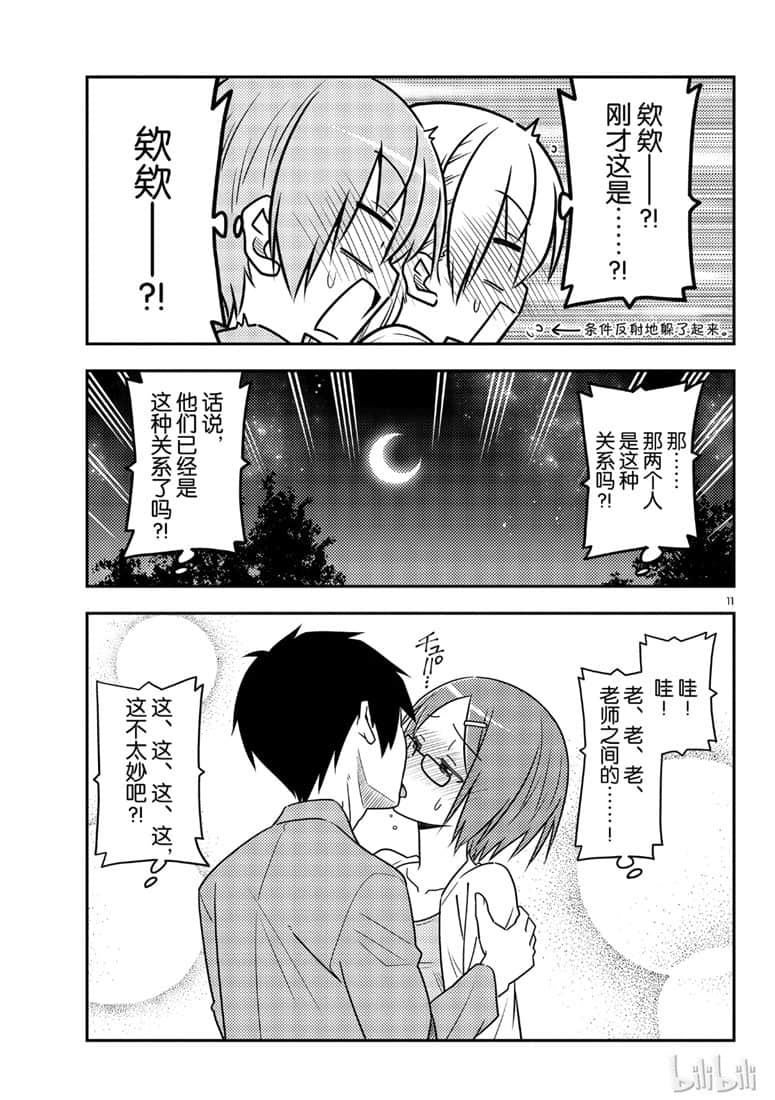 欸欸——?!
刚才这是……?!
欸欸——?!
←条件反射地躲了起来。
那……
那两个人
是这种
关系吗?!
话说，
他们已经是
这种关系了吗?!
11
哇！
哇！
老、老、老、
老师之间的……！
チュ
这、这、这、这，
这不太妙吧?!
bilibili